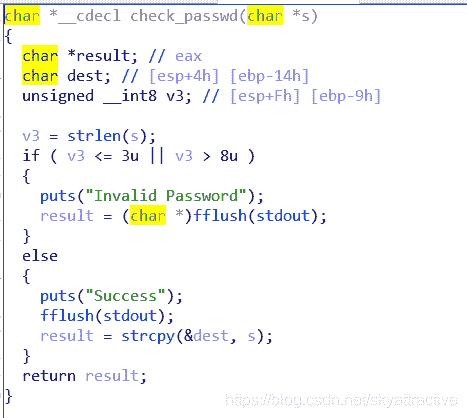 char *__cdecl check_passwd(char *s)
{
  char *result; // eax
  char dest; // [esp+4h] [ebp-14h]
  unsigned __int8 v3; // [esp+Fh] [ebp-9h]

  v3 = strlen(s);
  if ( v3 <= 3u || v3 > 8u )
  {
    puts("Invalid Password");
    result = (char *)fflush(stdout);
  }
  else
  {
    puts("Success");
    fflush(stdout);
    result = strcpy(&dest, s);
  }
  return result;
}
https://blog.csdn.net/skyattractive